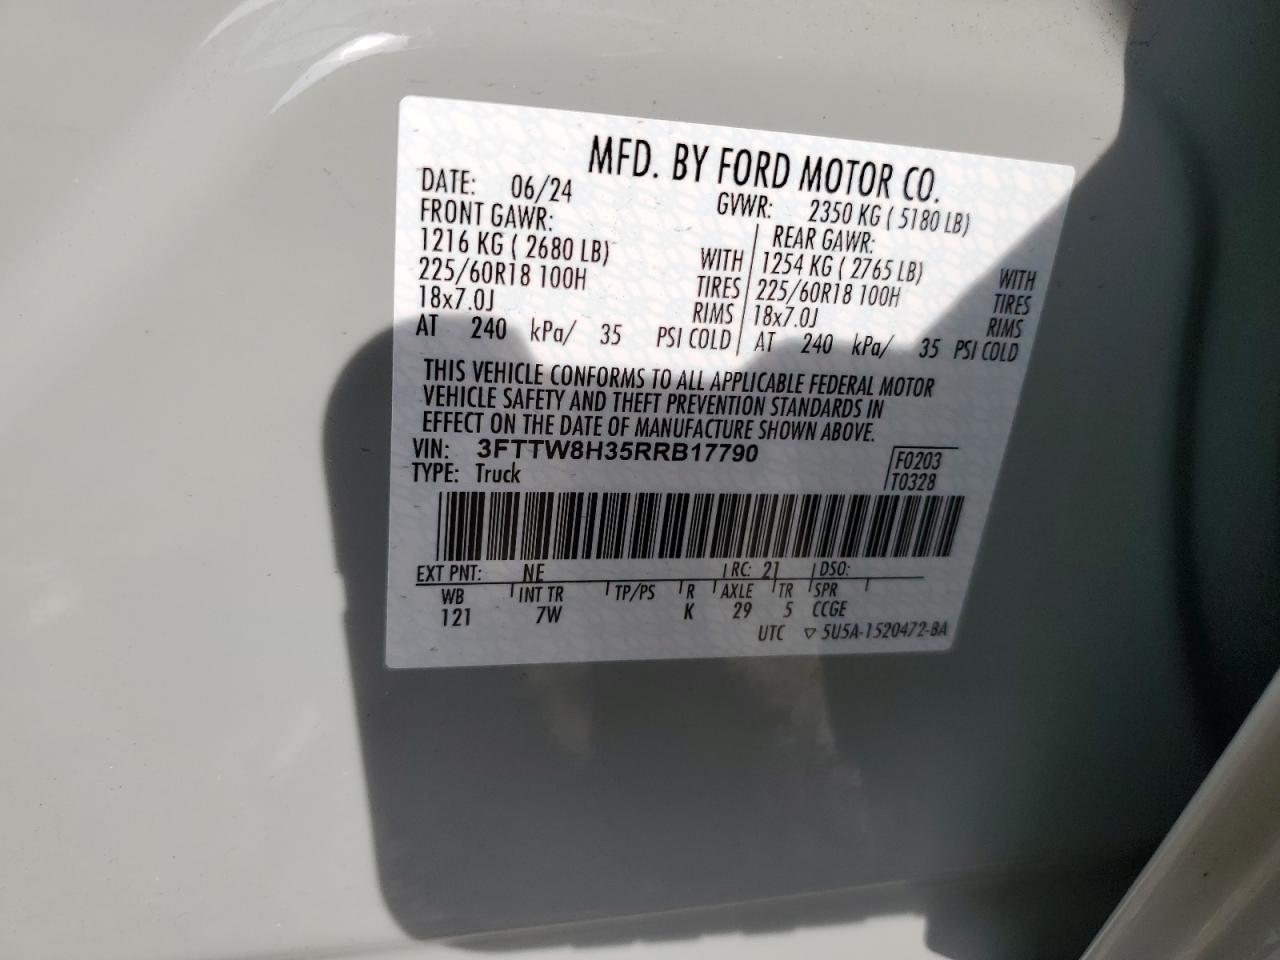 MFD. BY FORD MOTOR CO.
DATE: 06/24 GVWR: 2350 KG ( 5180 LB)
FRONT GAWR: REAR GAWR:
1216 KG ( 2680 LB) WITH 1254 KG ( 2765 LB) WITH
225/60R18 100H TIRES 225/60R18 100H TIRES
18x7.0J RIMS 18x7.0J RIMS
AT 240 kPa/ 35 PSI COLD AT 240 kPa/ 35 PSI COLD
THIS VEHICLE CONFORMS TO ALL APPLICABLE FEDERAL MOTOR
VEHICLE SAFETY AND THEFT PREVENTION STANDARDS IN
EFFECT ON THE DATE OF MANUFACTURE SHOWN ABOVE.
VIN: 3FTTW8H35RRB17790 F0203
TYPE: Truck T0328
EXT PNT: NE RC: 21 DSO:
WB INT TR TP/PS R AXLE TR SPR
121 7W K 29 5 CCGE
UTC ▽ 5U5A-1520472-BA